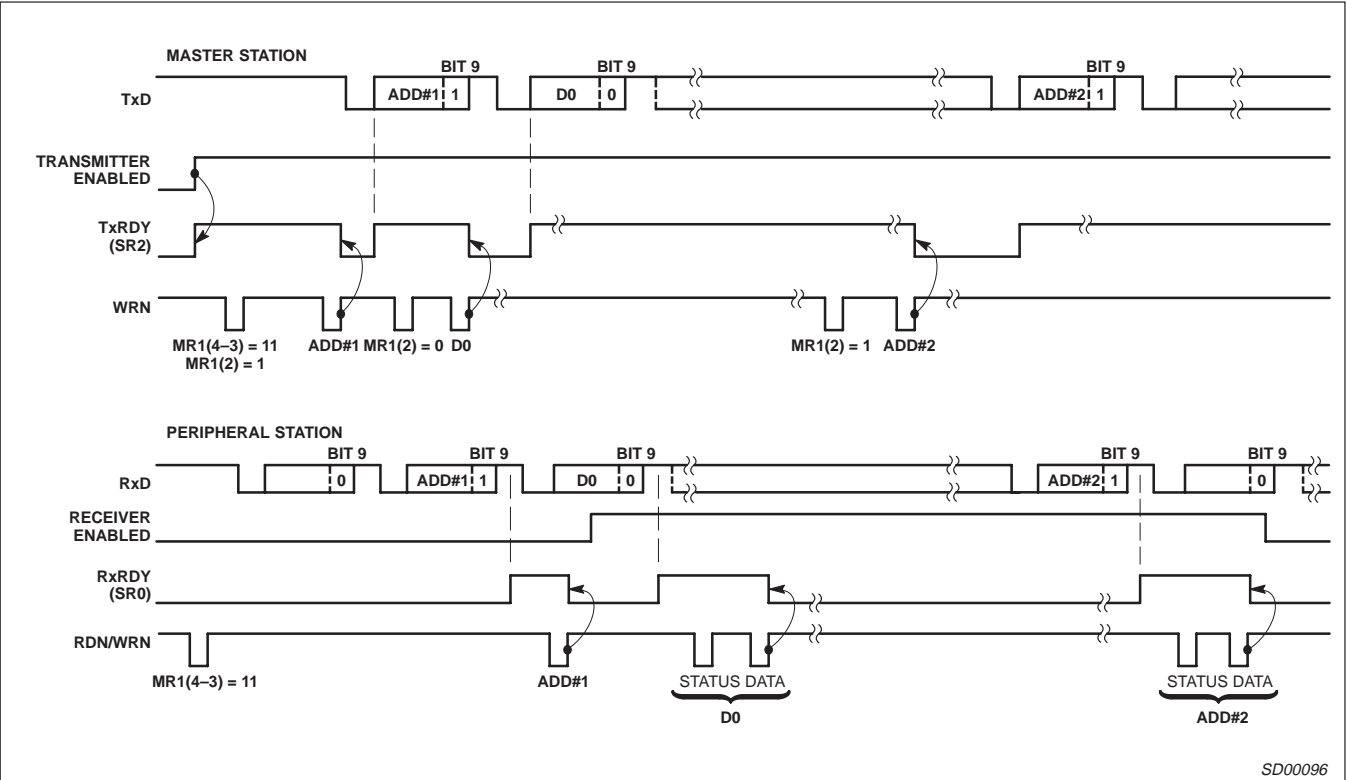 MASTER STATION
BIT 9 BIT 9 BIT 9
TxD ADD#1 1 D0 0 ADD#2 1
TRANSMITTER
ENABLED
TxRDY
(SR2)
WRN
MR1(4–3) = 11 ADD#1 MR1(2) = 0 D0 MR1(2) = 1 ADD#2
MR1(2) = 1
PERIPHERAL STATION
BIT 9 BIT 9 BIT 9 BIT 9 BIT 9
RxD 0 ADD#1 1 D0 0 ADD#2 1 0
RECEIVER
ENABLED
RxRDY
(SR0)
RDN/WRN
MR1(4–3) = 11 ADD#1 STATUS DATA STATUS DATA
D0 ADD#2
SD00096